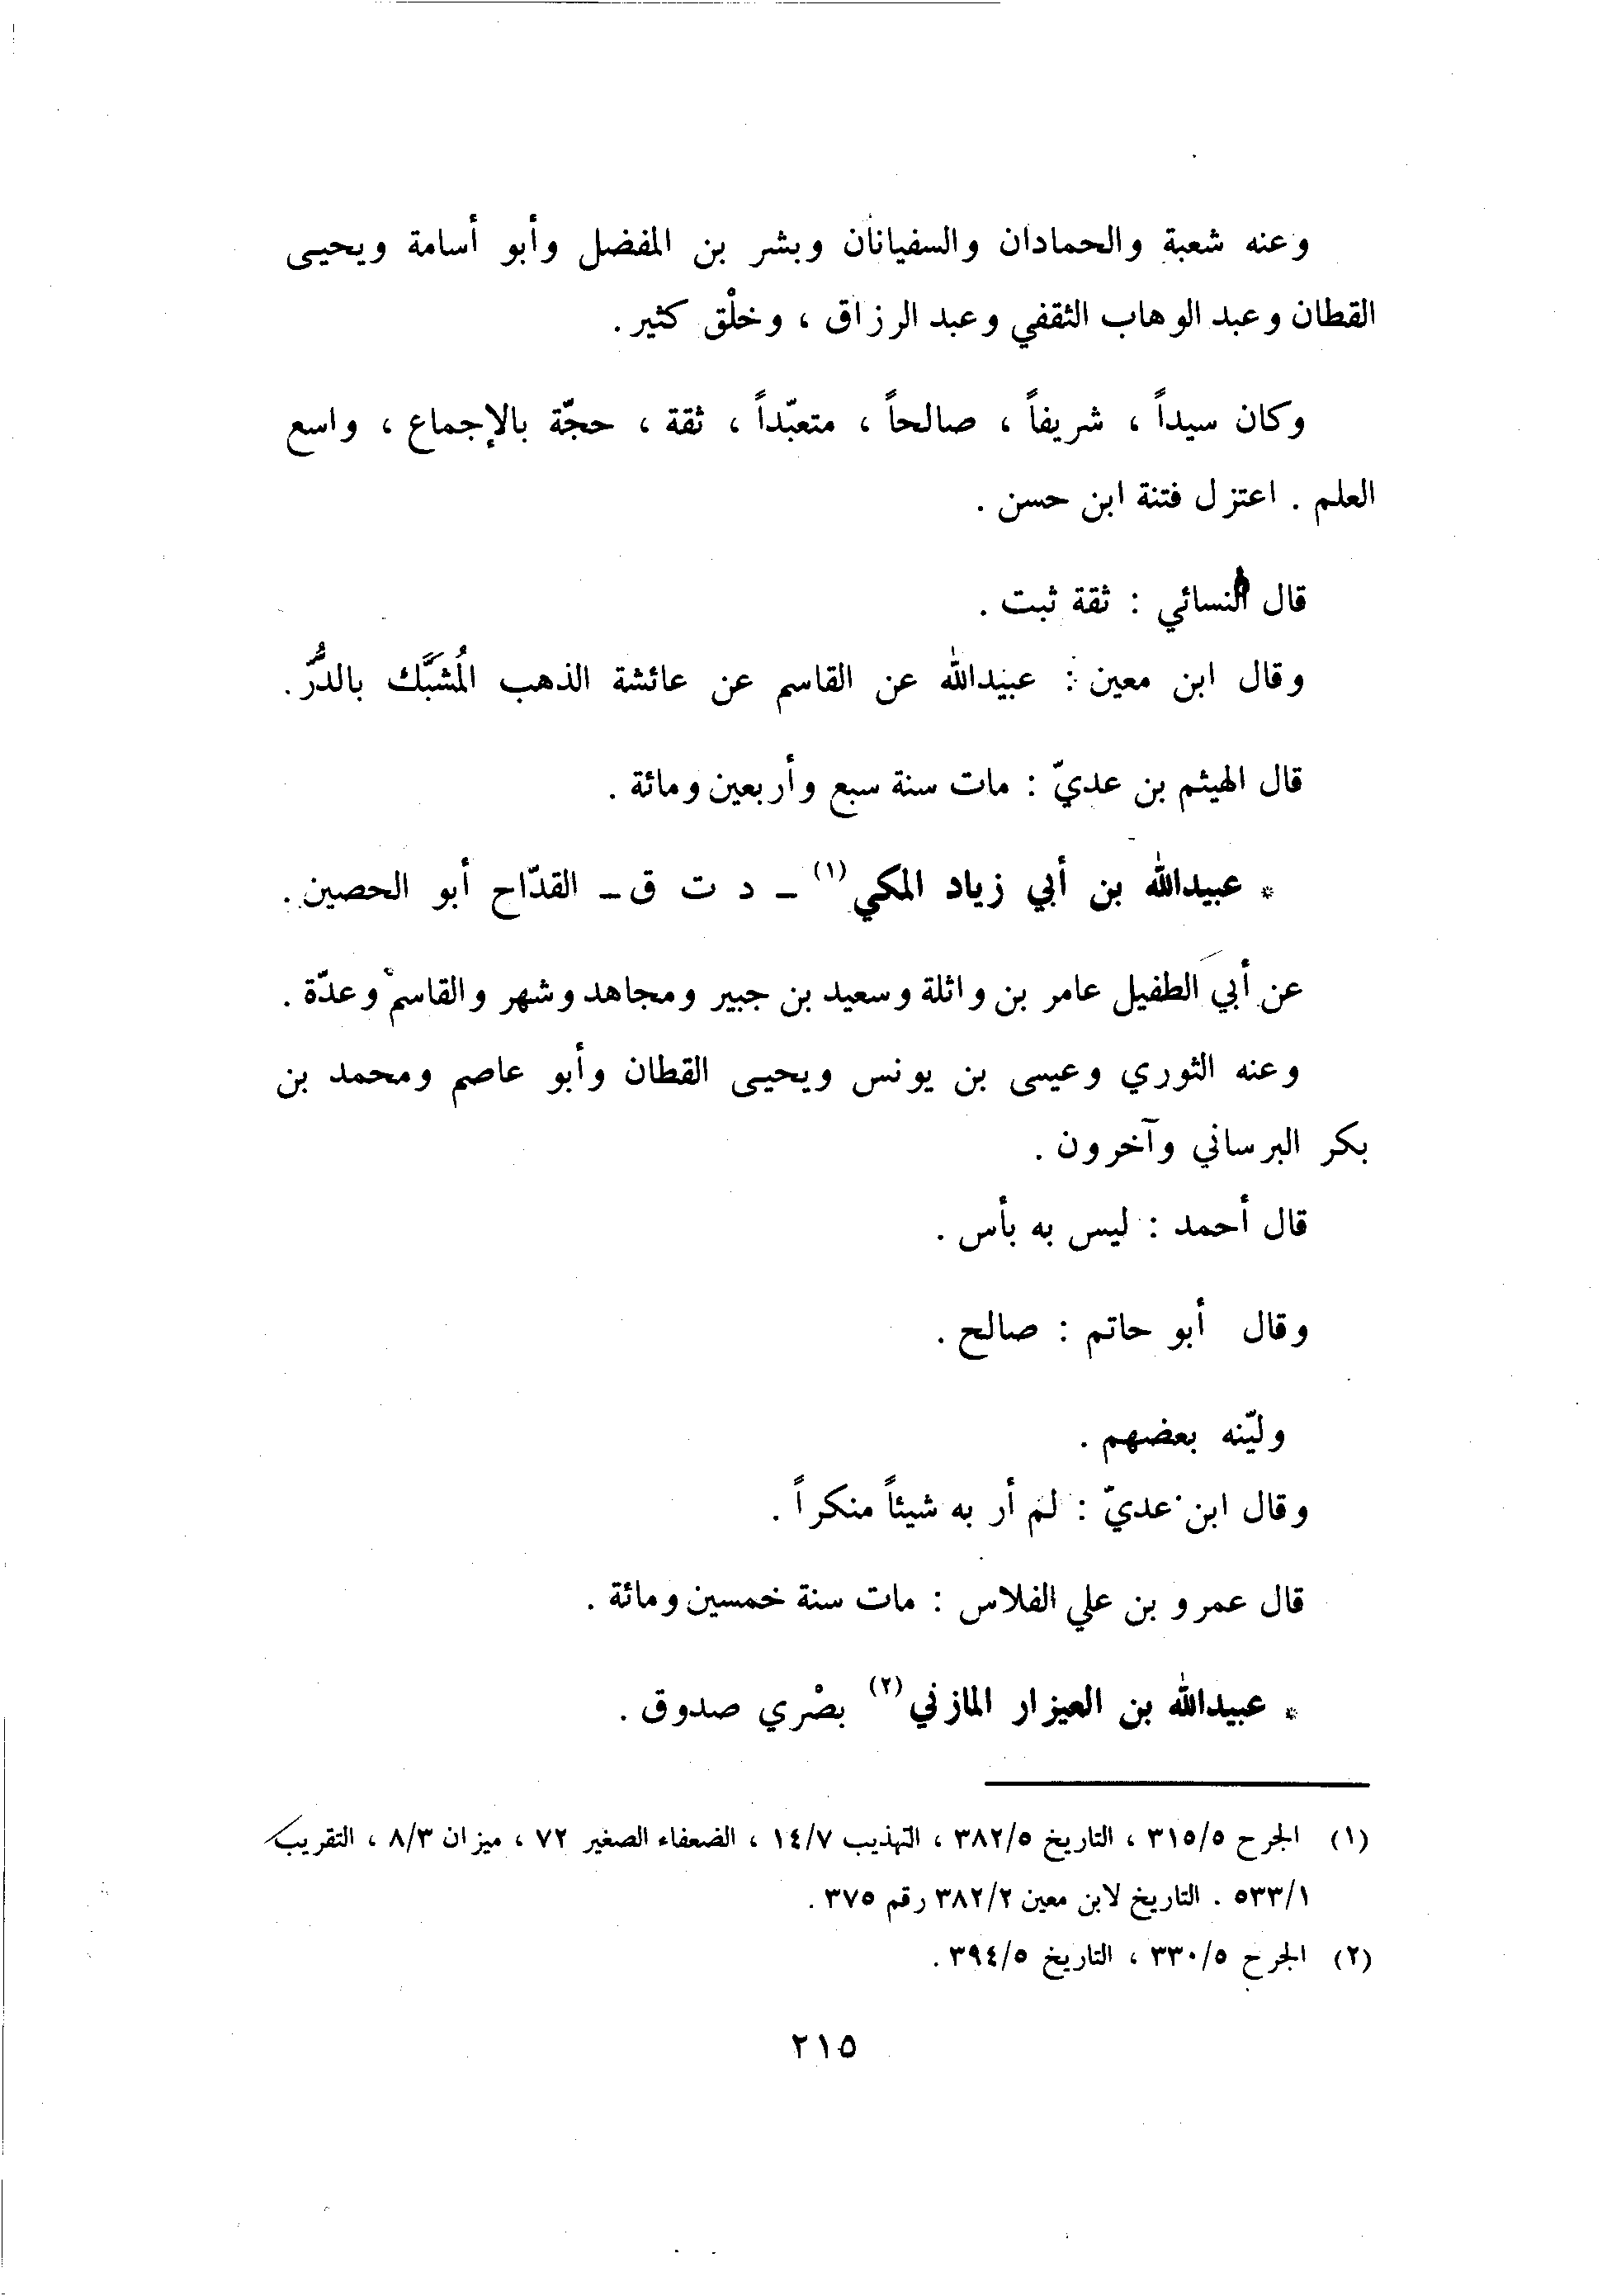 وعنه شعبة والحمادان والسفيانان وبشر بن المفضل وأبو أسامة ويحيى
القطان وعبد الوهاب الثقفي وعبد الرزاق ، وخلْق كثير .
وكان سيداً ، شريفاً ، صالحاً ، متعبّداً ، ثقة ، حجّة بالإجماع ، واسع
العلم . اعتزل فتنة ابن حسن .
قال النسائي : ثقة ثبت .
وقال ابن معين : عبيدالله عن القاسم عن عائشة الذهب المُشَبَّك بالدُّرّ .
قال الهيثم بن عديّ : مات سنة سبع وأربعين ومائة .
* عبيدالله بن أبي زياد المكي (١) ـ د ت ق ـ القدّاح أبو الحصين .
عن أبي الطفيل عامر بن واثلة وسعيد بن جبير ومجاهد وشهر والقاسم وعدّة .
وعنه الثوري وعيسى بن يونس ويحيى القطان وأبو عاصم ومحمد بن
بكر البرساني وآخرون .
قال أحمد : ليس به بأس .
وقال أبو حاتم : صالح .
وليّنه بعضهم .
وقال ابن عديّ : لم أر به شيئاً منكراً .
قال عمرو بن علي الفلاس : مات سنة خمسين ومائة .
* عبيدالله بن العيزار المازني (٢) بصْري صدوق .
(١) الجرح ٣١٥/٥ ، التاريخ ٣٨٢/٥ ، التهذيب ١٤/٧ ، الضعفاء الصغير ٧٢ ، ميزان ٨/٣ ، التقريب
٥٣٣/١ . التاريخ لابن معين ٣٨٢/٢ رقم ٣٧٥ .
(٢) الجرح ٣٣٠/٥ ، التاريخ ٣٩٤/٥ .
٢١٥